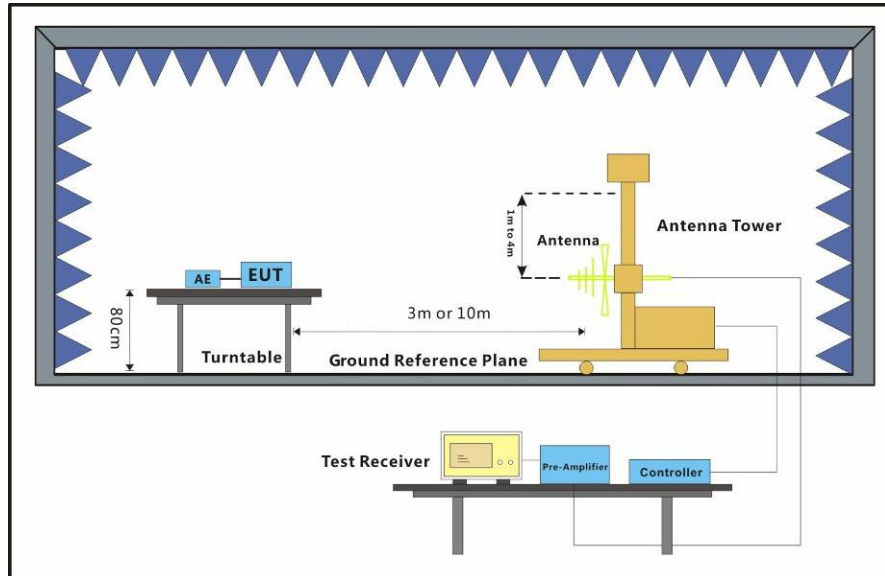 1m to 4m
Antenna Tower
Antenna
AE
EUT
80cm
3m or 10m
Turntable
Ground Reference Plane
Test Receiver
Pre-Amplifier
Controller